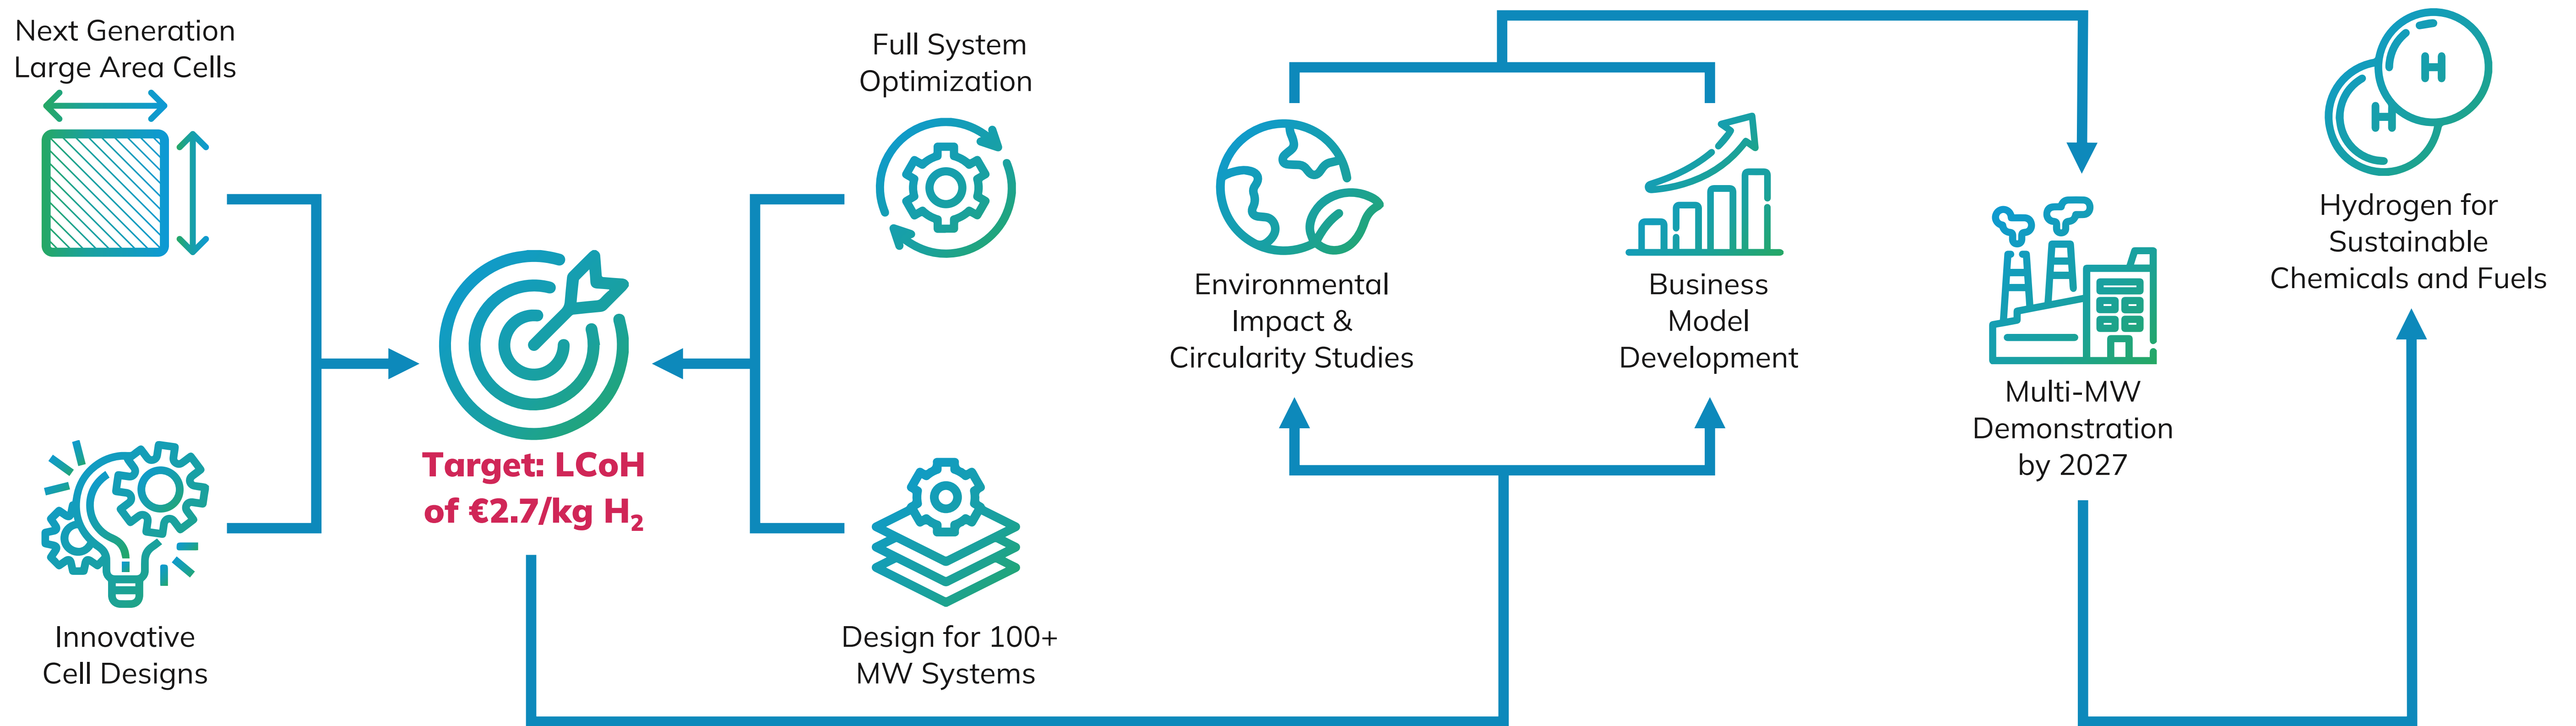 Next Generation
Large Area Cells
Innovative
Cell Designs
Target: LCoH
of €2.7/kg H₂
Full System
Optimization
Design for 100+
MW Systems
Environmental
Impact &
Circularity Studies
Business
Model
Development
Multi-MW
Demonstration
by 2027
H
H
Hydrogen for
Sustainable
Chemicals and Fuels